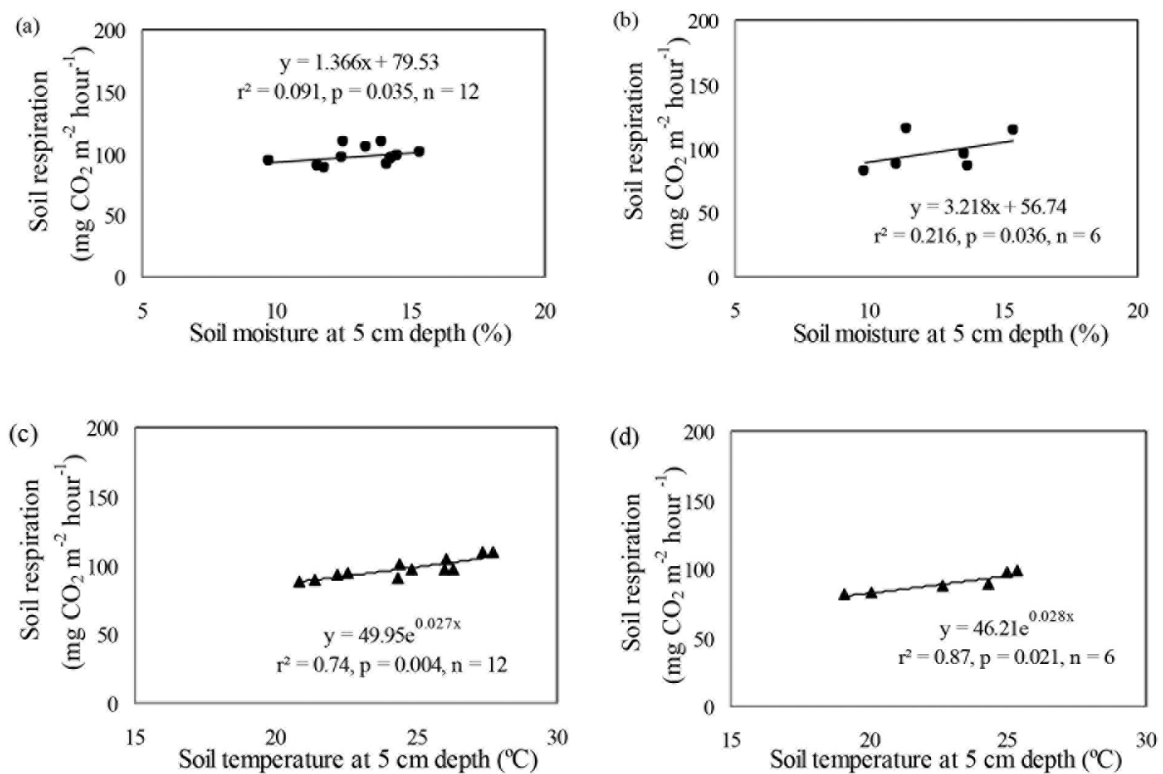 (a)
Soil respiration
(mg CO₂ m⁻² hour⁻¹)
200
150
100
50
0
y = 1.366x + 79.53
r² = 0.091, p = 0.035, n = 12
5
10
15
20
Soil moisture at 5 cm depth (%)
(b)
Soil respiration
(mg CO₂ m⁻² hour⁻¹)
200
150
100
50
0
y = 3.218x + 56.74
r² = 0.216, p = 0.036, n = 6
5
10
15
20
Soil moisture at 5 cm depth (%)
(c)
Soil respiration
(mg CO₂ m⁻² hour⁻¹)
200
150
100
50
0
y = 49.95e^0.027x
r² = 0.74, p = 0.004, n = 12
15
20
25
30
Soil temperature at 5 cm depth (ºC)
(d)
Soil respiration
(mg CO₂ m⁻² hour⁻¹)
200
150
100
50
0
y = 46.21e^0.028x
r² = 0.87, p = 0.021, n = 6
15
20
25
30
Soil temperature at 5 cm depth (ºC)